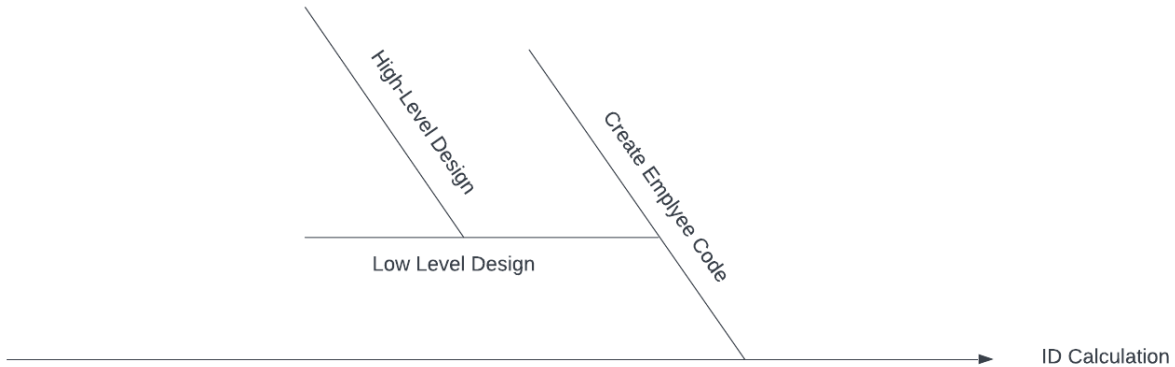 High-Level Design
Create Emplyee Code
Low Level Design
ID Calculation